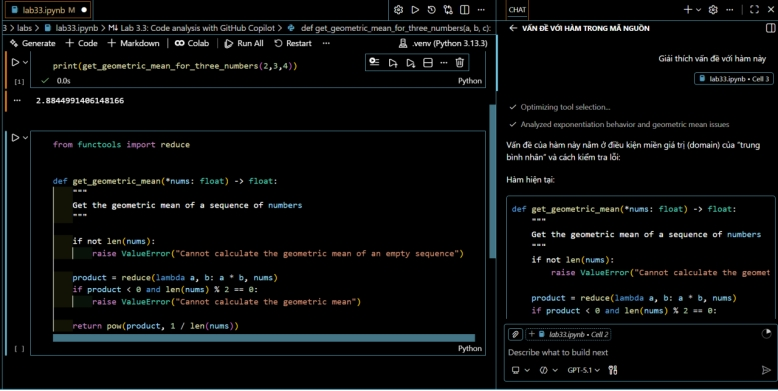 lab33.ipynb M
3 > labs > lab33.ipynb > M↓ Lab 3.3: Code analysis with GitHub Copilot > def get_geometric_mean_for_three_numbers(a, b, c):
Generate + Code + Markdown Colab Run All Restart ... .venv (Python 3.13.3)
print(get_geometric_mean_for_three_numbers(2,3,4))
[1] 0.0s Python
... 2.8844991406148166
from functools import reduce
def get_geometric_mean(*nums: float) -> float:
"""
Get the geometric mean of a sequence of numbers
"""
if not len(nums):
raise ValueError("Cannot calculate the geometric mean of an empty sequence")
product = reduce(lambda a, b: a * b, nums)
if product < 0 and len(nums) % 2 == 0:
raise ValueError("Cannot calculate the geometric mean")
return pow(product, 1 / len(nums))
[ ] Python
CHAT
VẤN ĐỀ VỚI HÀM TRONG MÃ NGUỒN
Giải thích vấn đề với hàm này
lab33.ipynb • Cell 3
Optimizing tool selection...
Analyzed exponentiation behavior and geometric mean issues
Vấn đề của hàm này nằm ở điều kiện miền giá trị (domain) của "trung
bình nhân" và cách kiểm tra lỗi:
Hàm hiện tại:
def get_geometric_mean(*nums: float) -> float:
"""
Get the geometric mean of a sequence of numbers
"""
if not len(nums):
raise ValueError("Cannot calculate the geomet
product = reduce(lambda a, b: a * b, nums)
if product < 0 and len(nums) % 2 == 0:
+ lab33.ipynb • Cell 2
Describe what to build next
GPT-5.1